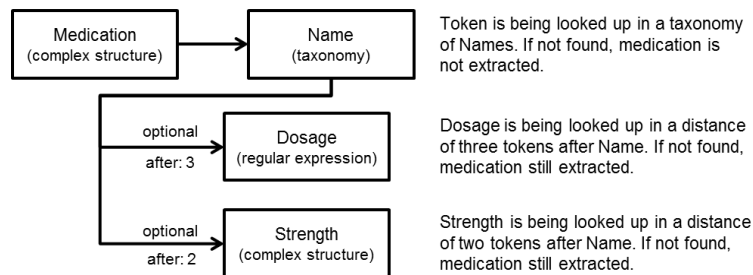 Medication
(complex structure)
Name
(taxonomy)
Token is being looked up in a taxonomy
of Names. If not found, medication is
not extracted.
optional
after: 3
Dosage
(regular expression)
Dosage is being looked up in a distance
of three tokens after Name. If not found,
medication still extracted.
optional
after: 2
Strength
(complex structure)
Strength is being looked up in a distance
of two tokens after Name. If not found,
medication still extracted.